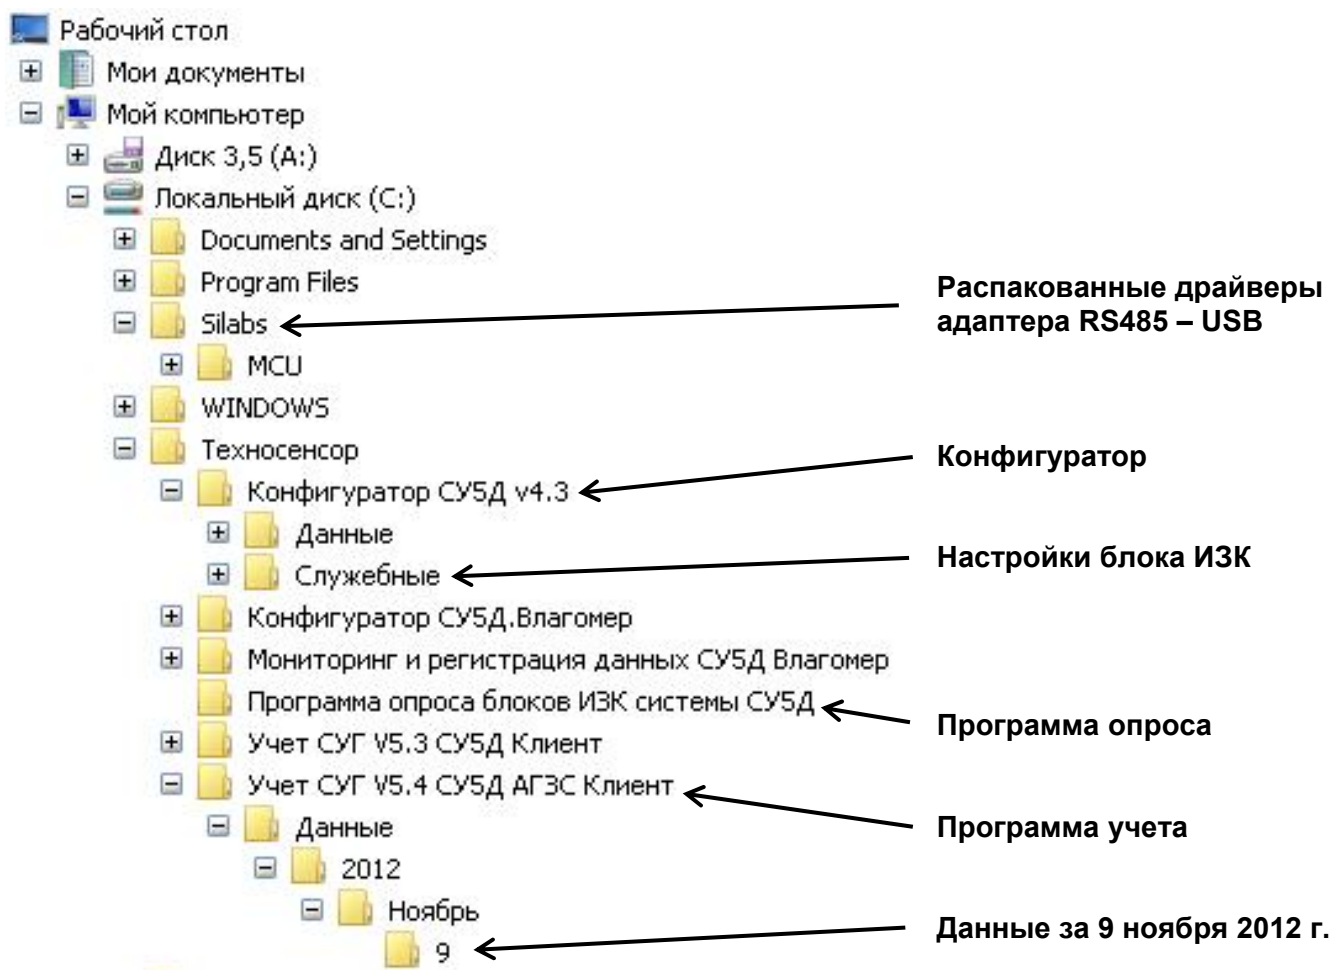 Рабочий стол
Мои документы
Мой компьютер
Диск 3,5 (A:)
Локальный диск (C:)
Documents and Settings
Program Files
Распакованные драйверы
адаптера RS485 – USB
Silabs
MCU
WINDOWS
Техносенсор
Конфигуратор
Конфигуратор СУ5Д v4.3
Данные
Настройки блока ИЗК
Служебные
Конфигуратор СУ5Д.Влагомер
Мониторинг и регистрация данных СУ5Д Влагомер
Программа опроса блоков ИЗК системы СУ5Д
Программа опроса
Учет СУГ V5.3 СУ5Д Клиент
Учет СУГ V5.4 СУ5Д АГЗС Клиент
Программа учета
Данные
2012
Ноябрь
Данные за 9 ноября 2012 г.
9